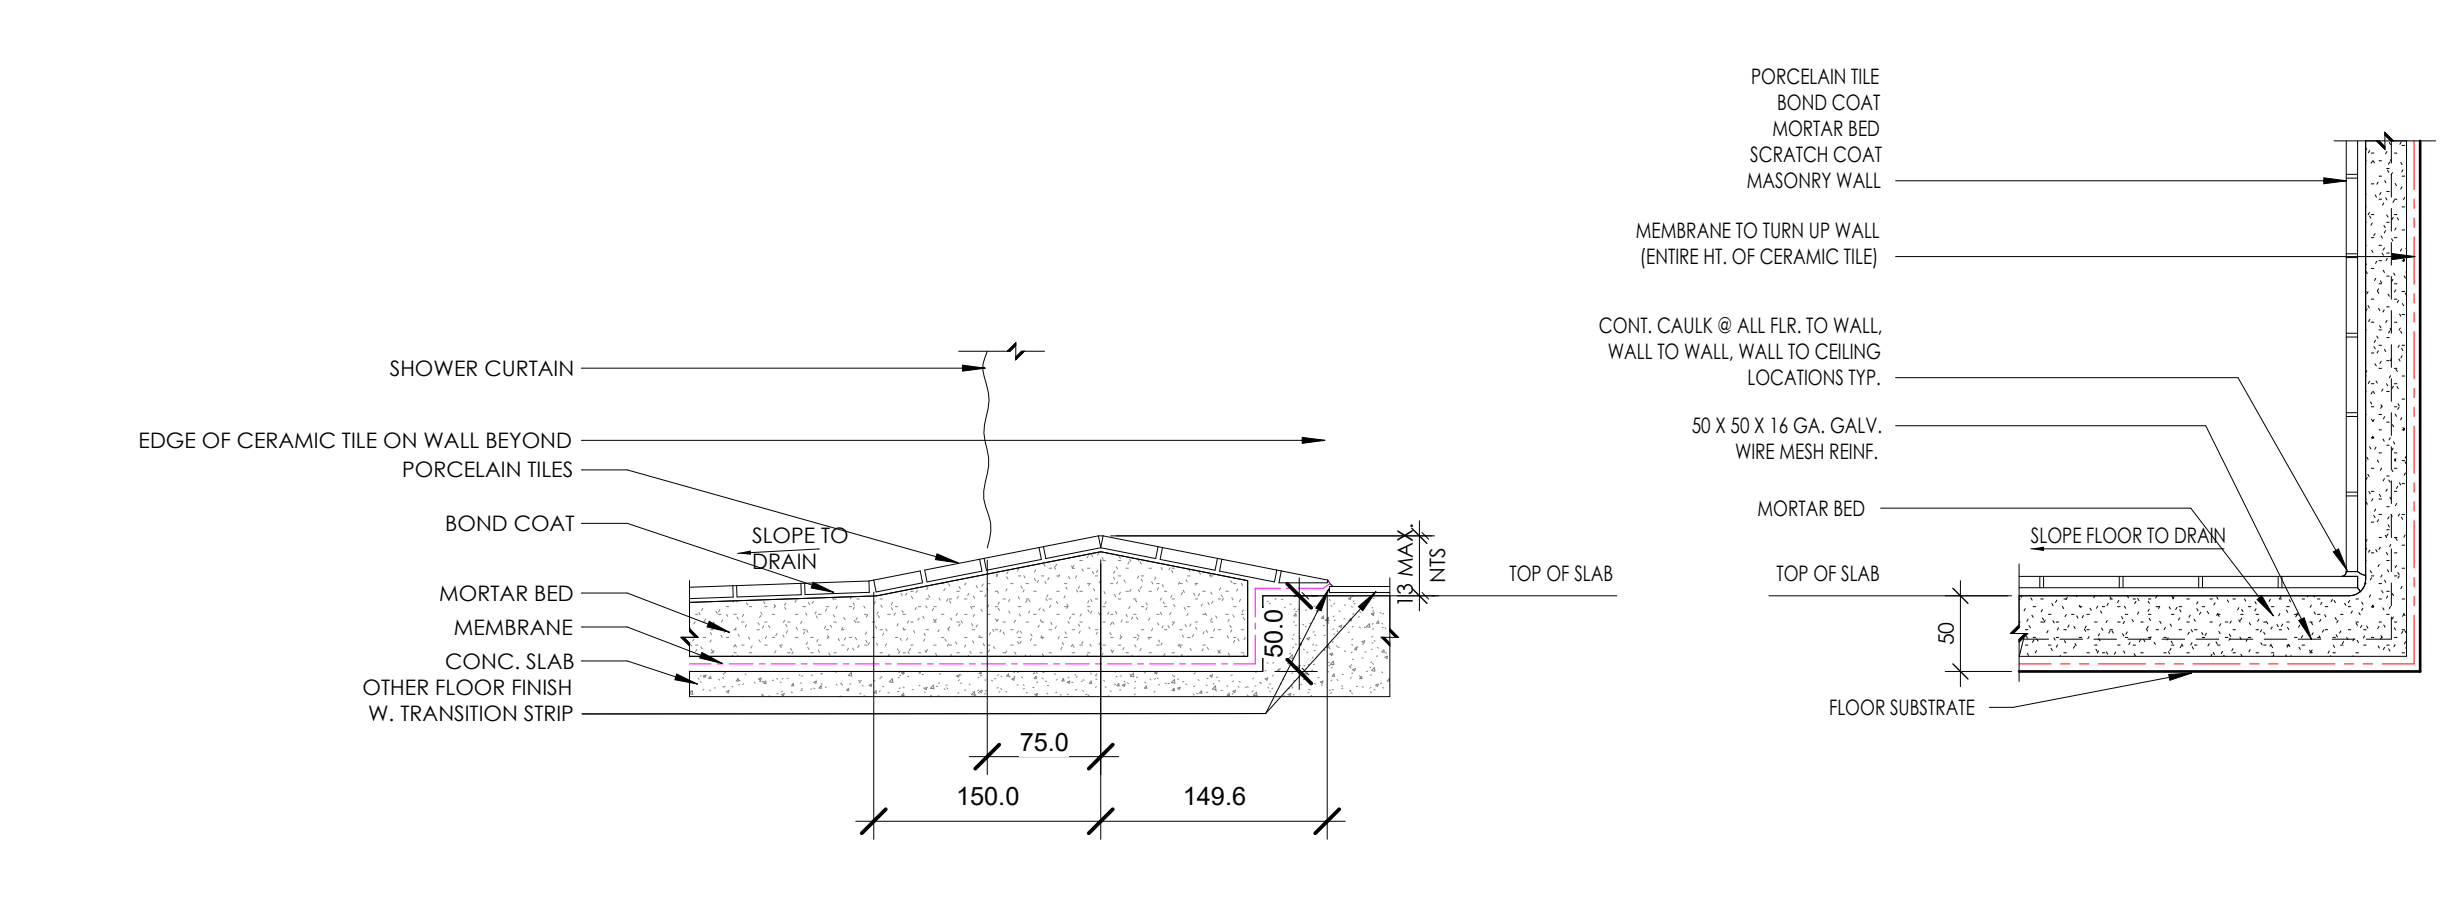 SHOWER CURTAIN
EDGE OF CERAMIC TILE ON WALL BEYOND
PORCELAIN TILES
BOND COAT
SLOPE TO
DRAIN
MORTAR BED
MEMBRANE
CONC. SLAB
OTHER FLOOR FINISH
W. TRANSITION STRIP
75.0
150.0
149.6
50.0
13 MAX.
NTS
TOP OF SLAB
PORCELAIN TILE
BOND COAT
MORTAR BED
SCRATCH COAT
MASONRY WALL
MEMBRANE TO TURN UP WALL
(ENTIRE HT. OF CERAMIC TILE)
CONT. CAULK @ ALL FLR. TO WALL,
WALL TO WALL, WALL TO CEILING
LOCATIONS TYP.
50 X 50 X 16 GA. GALV.
WIRE MESH REINF.
MORTAR BED
SLOPE FLOOR TO DRAIN
TOP OF SLAB
50
FLOOR SUBSTRATE